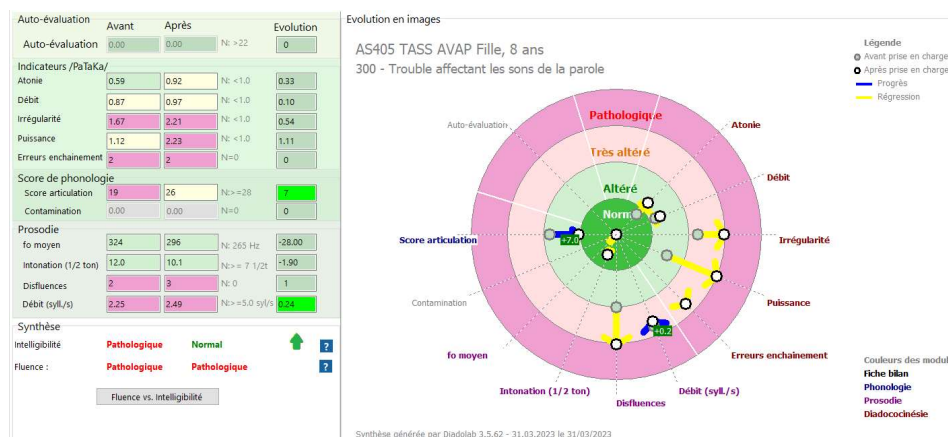 Auto-évaluation
Avant Après Evolution
Auto-évaluation 0.00 0.00 N: >22 0
Indicateurs /PaTaKa/
Atonie 0.59 0.92 N: <1.0 0.33
Débit 0.87 0.97 N: <1.0 0.10
Irrégularité 1.67 2.21 N: <1.0 0.54
Puissance 1.12 2.23 N: <1.0 1.11
Erreurs enchainement 2 2 N=0 0
Score de phonologie
Score articulation 19 26 N:>=28 7
Contamination 0.00 0.00 N=0 0
Prosodie
fo moyen 324 296 N: 265 Hz -28.00
Intonation (1/2 ton) 12.0 10.1 N:>= 7 1/2t -1.90
Disfluences 2 3 N: 0 1
Débit (syll./s) 2.25 2.49 N:>=5.0 syl/s 0.24
Synthèse
Intelligibilité Pathologique Normal ?
Fluence : Pathologique Pathologique ?
Fluence vs. Intelligibilité
Evolution en images
AS405 TASS AVAP Fille, 8 ans
300 - Trouble affectant les sons de la parole
Légende
Avant prise en charge
Après prise en charge
Progrès
Régression
Pathologique
Très altéré
Altéré
Norm
Auto-évaluation
Atonie
Débit
Irrégularité
Puissance
Erreurs enchainement
Débit (syll./s)
Disfluences
Intonation (1/2 ton)
fo moyen
Contamination
Score articulation
+7.0
+0.2
Couleurs des modul
Fiche bilan
Phonologie
Prosodie
Diadococinésie
Synthèse générée par Diadolab 3.5.62 - 31.03.2023 le 31/03/2023